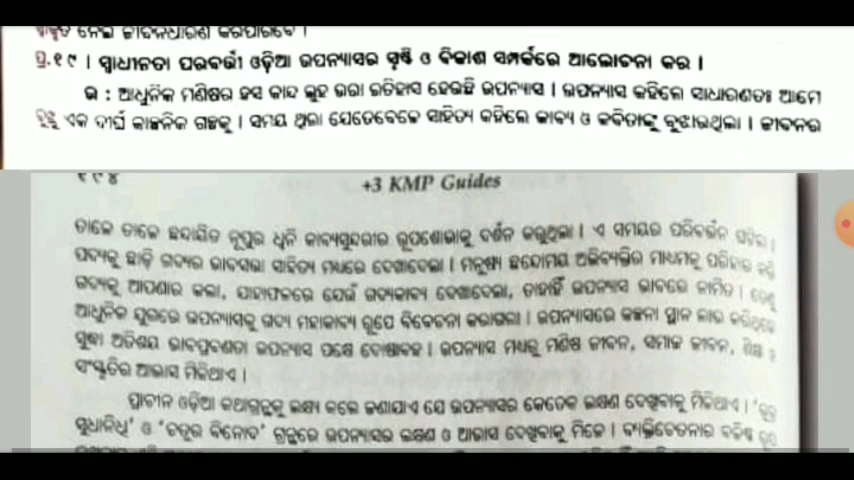 ପ୍ର.୧୯ । ସ୍ୱାଧୀନତା ପରବର୍ତ୍ତୀ ଓଡ଼ିଆ ଉପନ୍ୟାସର ସୃଷ୍ଟି ଓ ବିକାଶ ସମ୍ପର୍କରେ ଆଲୋଚନା କର ।
ଉ : ଆଧୁନିକ ମଣିଷର ହସ କାନ୍ଦ ଲୁହ ଭରା ଇତିହାସ ହେଉଛି ଉପନ୍ୟାସ । ଉପନ୍ୟାସ କହିଲେ ସାଧାରଣତଃ ଆମେ
ବୁଝୁ ଏକ ଦୀର୍ଘ କାଳ୍ପନିକ ଗଳ୍ପକୁ । ସମୟ ଥିଲା ଯେତେବେଳେ ସାହିତ୍ୟ କହିଲେ କାବ୍ୟ ଓ କବିତାଙ୍କୁ ବୁଝାଉଥିଲା । ଜୀବନର
୧୯୪ +3 KMP Guides
ତାଳେ ତାଳେ ଛନ୍ଦାୟିତ ନୂପୁର ଧ୍ୱନି କାବ୍ୟସୁନ୍ଦରୀର ରୂପଶୋଭାକୁ ଦର୍ଶନ କରୁଥିଲା । ଏ ସମୟର ପରିବର୍ତ୍ତନ ଘଟିଲା ।
ପଦ୍ୟକୁ ଛାଡ଼ି ଗଦ୍ୟର ଭାବସତ୍ତା ସାହିତ୍ୟ ମଧ୍ୟରେ ଦେଖାଦେଲା । ମନୁଷ୍ୟ ଛନ୍ଦୋମୟ ଅଭିବ୍ୟକ୍ତିର ମାଧ୍ୟମକୁ ପରିହାର କରି
ଗଦ୍ୟକୁ ଆପଣାର କଲା, ଯାହାଫଳରେ ଯେଉଁ ଗଦ୍ୟକାବ୍ୟ ଦେଖାଦେଲା, ତାହାହିଁ ଉପନ୍ୟାସ ଭାବରେ ନାମିତ । ତେଣୁ
ଆଧୁନିକ ଯୁଗରେ ଉପନ୍ୟାସକୁ ଗଦ୍ୟ ମହାକାବ୍ୟ ରୂପେ ବିବେଚନା କରାଗଲା । ଉପନ୍ୟାସରେ କଳ୍ପନା ସ୍ଥାନ ଲାଭ କରିଥିଲେ
ସୁଦ୍ଧା ଅତିଶୟ ଭାବପ୍ରବଣତା ଉପନ୍ୟାସ ପକ୍ଷେ ଦୋଷାବହ । ଉପନ୍ୟାସ ମଧ୍ୟରୁ ମଣିଷ ଜୀବନ, ସମାଜ ଜୀବନ,
ସଂସ୍କୃତିର ଆଭାସ ମିଳିଥାଏ ।
ପ୍ରାଚୀନ ଓଡ଼ିଆ କଥାଗ୍ରନ୍ଥକୁ ଲକ୍ଷ୍ୟ କଲେ ଜଣାଯାଏ ଯେ ଉପନ୍ୟାସର କେତେକ ଲକ୍ଷଣ ଦେଖିବାକୁ ମିଳିଥାଏ । 'ରୁଦ୍ର
ସୁଧାନିଧି' ଓ 'ଚତୁର ବିନୋଦ' ଗ୍ରନ୍ଥରେ ଉପନ୍ୟାସର ଲକ୍ଷଣ ଓ ଆଭାସ ଦେଖିବାକୁ ମିଳେ । ବ୍ୟକ୍ତିଚେତନାର ବଳିଷ୍ଠ ରୂପ